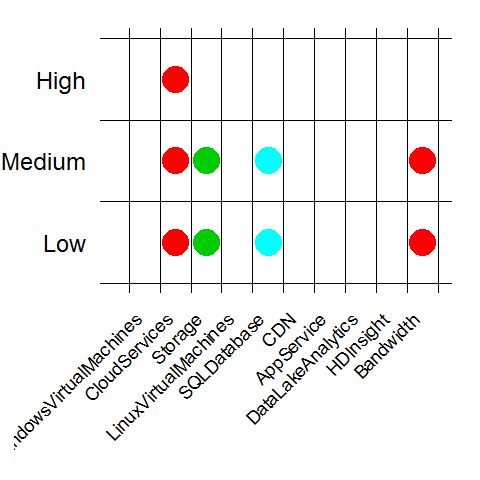 High
Medium
Low
ndowsVirtualMachines
CloudServices
Storage
LinuxVirtualMachines
SQLDatabase
CDN
AppService
DataLakeAnalytics
HDInsight
Bandwidth